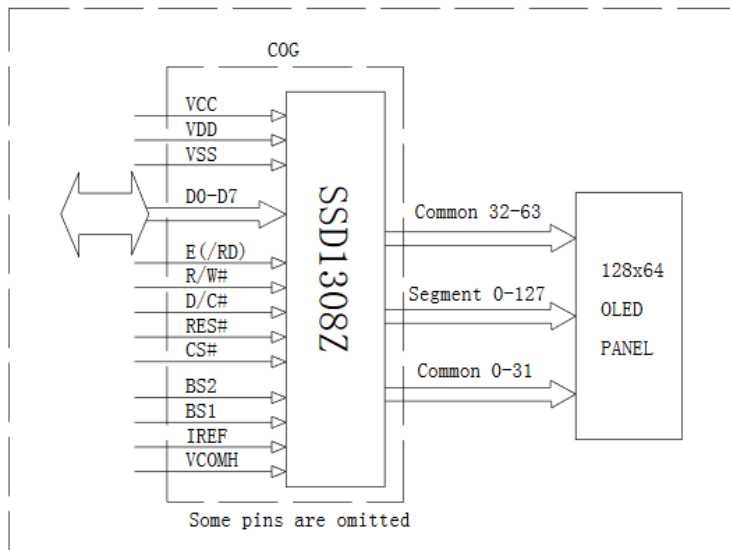 COG
VCC
VDD
VSS
D0-D7
E(/RD)
R/W#
D/C#
RES#
CS#
BS2
BS1
IREF
VCOMH
SSD1308Z
Common 32-63
Segment 0-127
Common 0-31
128x64
OLED
PANEL
Some pins are omitted